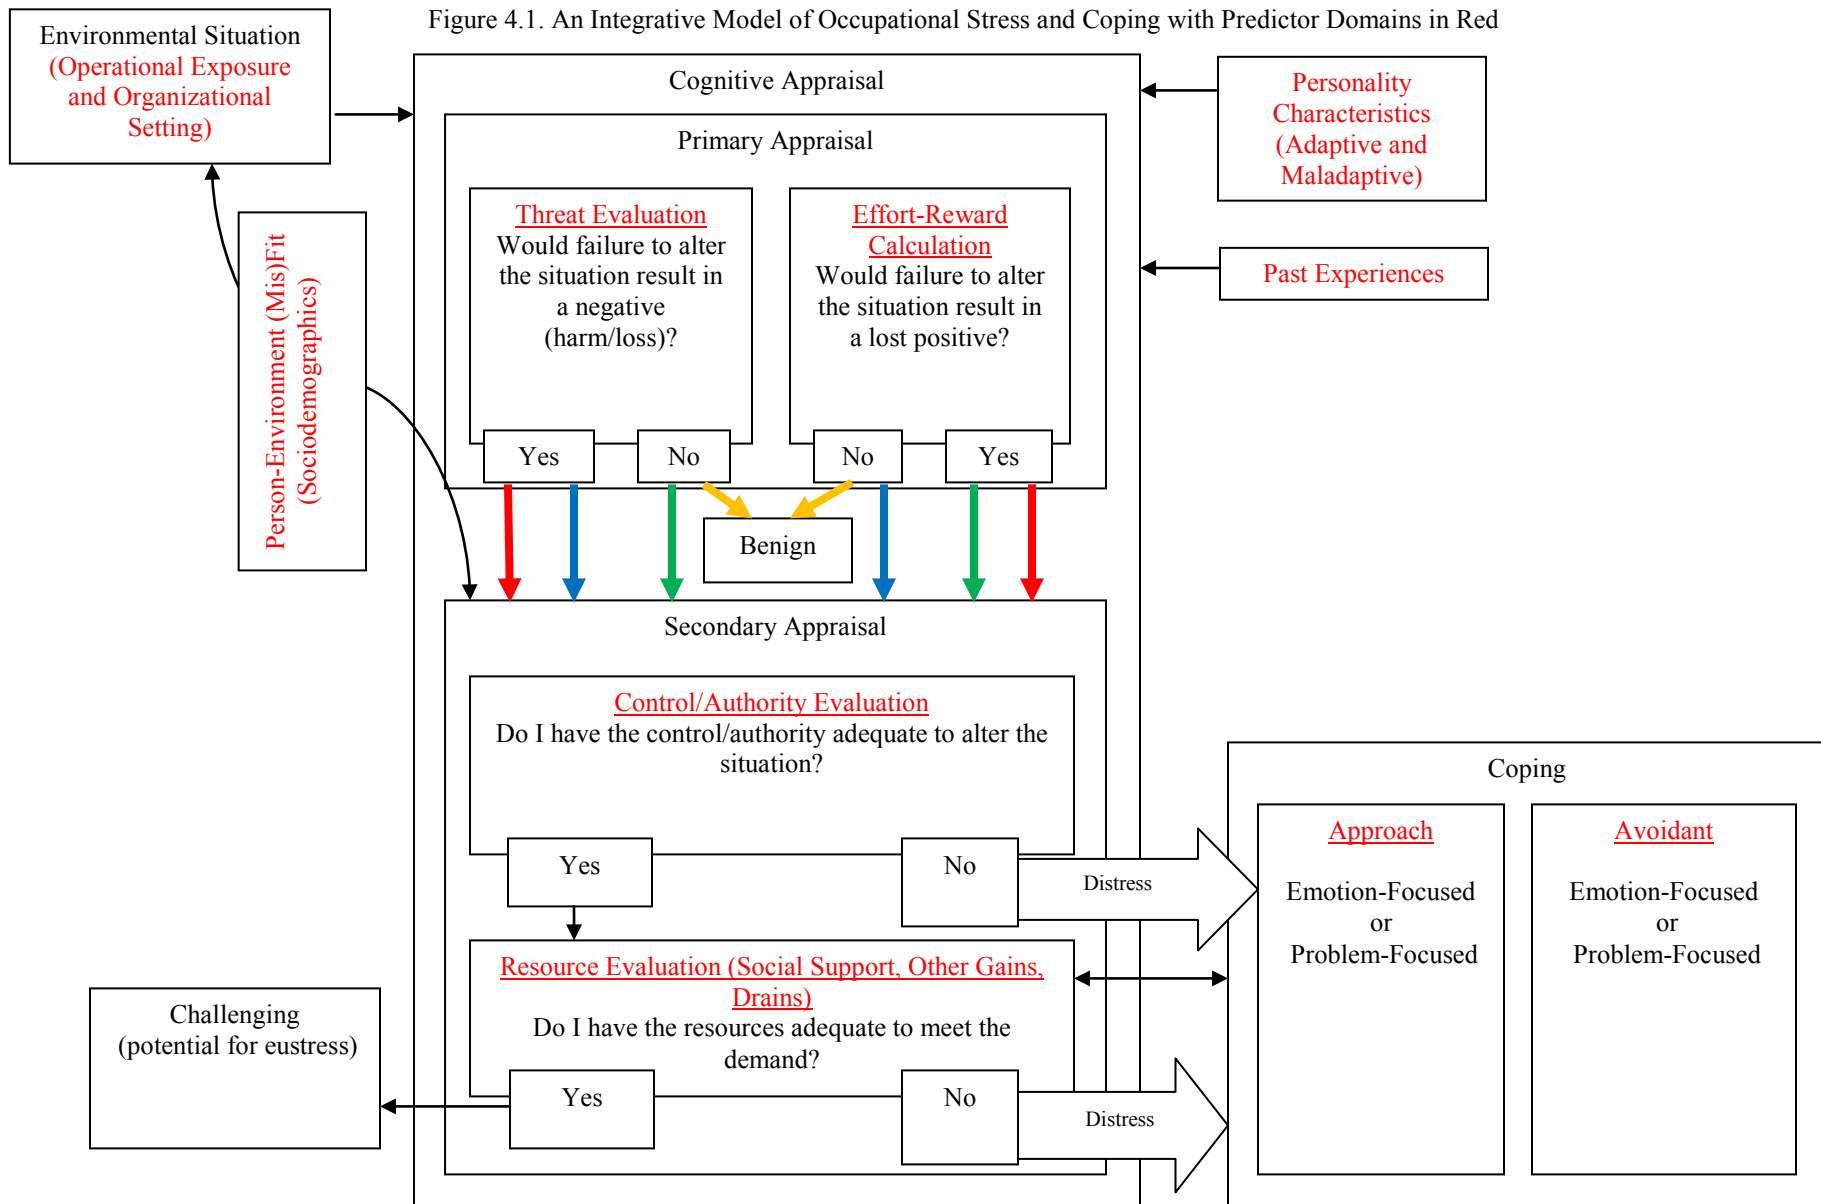 Figure 4.1. An Integrative Model of Occupational Stress and Coping with Predictor Domains in Red
Environmental Situation
(Operational Exposure
and Organizational
Setting)
Person-Environment (Mis)Fit
(Sociodemographics)
Cognitive Appraisal
Primary Appraisal
Threat Evaluation
Would failure to alter
the situation result in
a negative
(harm/loss)?
Yes
No
Effort-Reward
Calculation
Would failure to alter
the situation result in
a lost positive?
No
Yes
Benign
Personality
Characteristics
(Adaptive and
Maladaptive)
Past Experiences
Secondary Appraisal
Control/Authority Evaluation
Do I have the control/authority adequate to alter the
situation?
Yes
No
Distress
Resource Evaluation (Social Support, Other Gains,
Drains)
Do I have the resources adequate to meet the
demand?
Yes
No
Distress
Challenging
(potential for eustress)
Coping
Approach
Emotion-Focused
or
Problem-Focused
Avoidant
Emotion-Focused
or
Problem-Focused